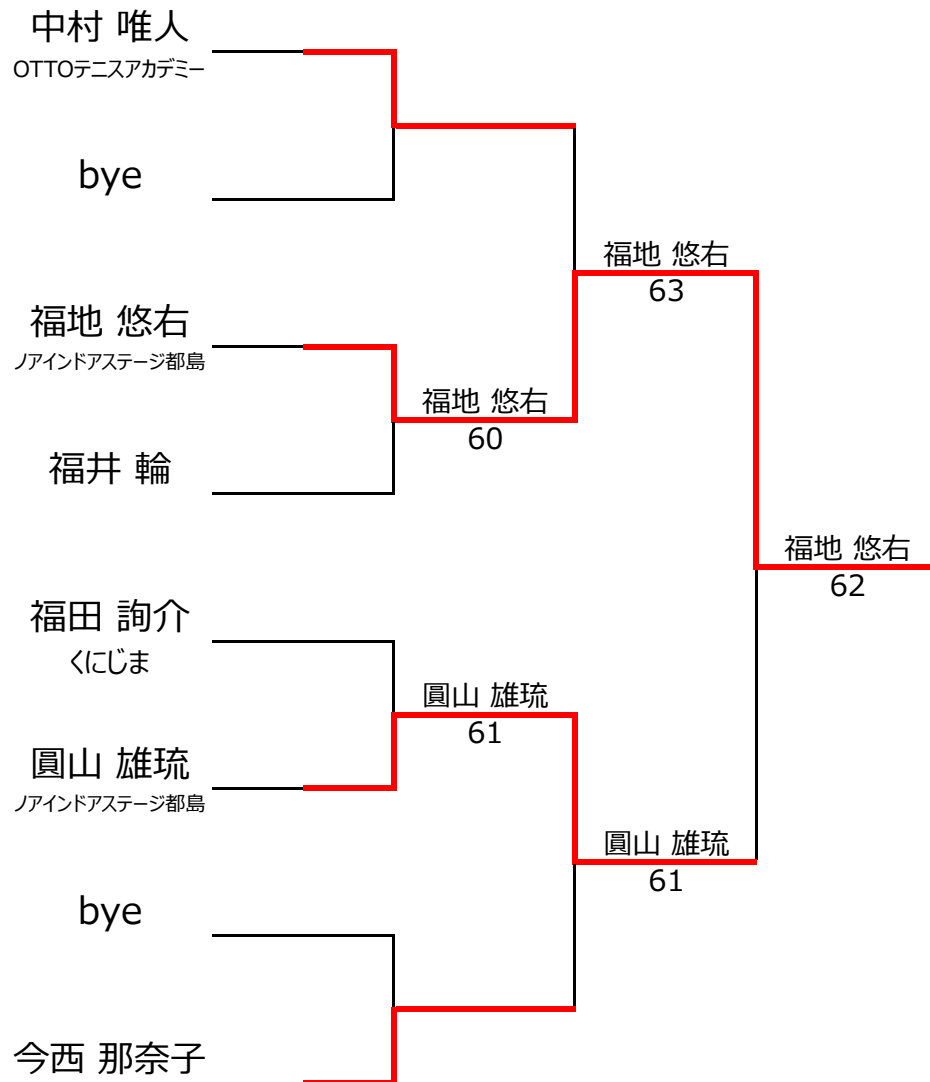 中村 唯人
OTTOテニスアカデミー
bye
福地 悠右
ノアインドアステージ都島
福井 輪
福田 詢介
くにじま
圓山 雄琉
ノアインドアステージ都島
bye
今西 那奈子
福地 悠右
60
圓山 雄琉
61
福地 悠右
63
圓山 雄琉
61
福地 悠右
62